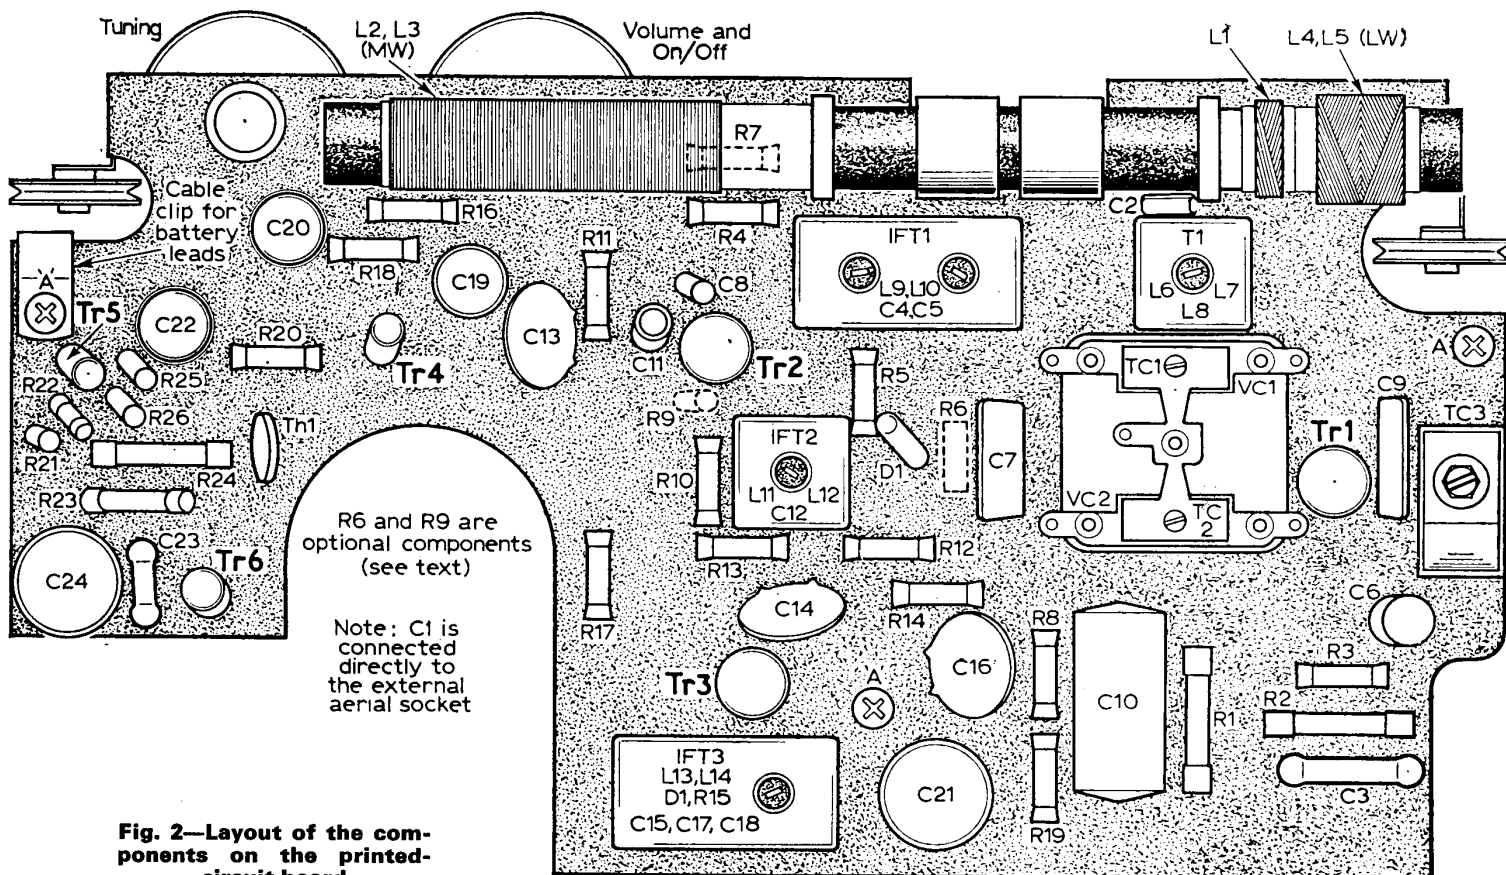 Tuning
L2, L3
(MW)
Volume and
On/Off
L1
L4, L5 (LW)
R7
Cable
clip for
battery
leads
C20
R16
R18
R11
R4
C2
IFT1
L9, L10
C4, C5
T1
L6 L7
L8
A
Tr5
C22
C19
C13
C8
C11
Tr2
R20
Tr4
R22
R25
R26
R21
Th1
R24
R23
R9
R5
R6
TC1
VC1
C9
A
TC3
IFT2
L11 L12
C12
R10
D1
C7
VC2
TC
2
Tr1
C24
C23
Tr6
R6 and R9 are
optional components
(see text)
R13
R12
R17
C14
R14
C6
Note: C1 is
connected
directly to
the external
aerial socket
Tr3
A
C16
R8
C10
R1
R3
R2
C3
IFT3
L13, L14
D1, R15
C15, C17, C18
C21
R19
Fig. 2—Layout of the com-
ponents on the printed-
circuit board